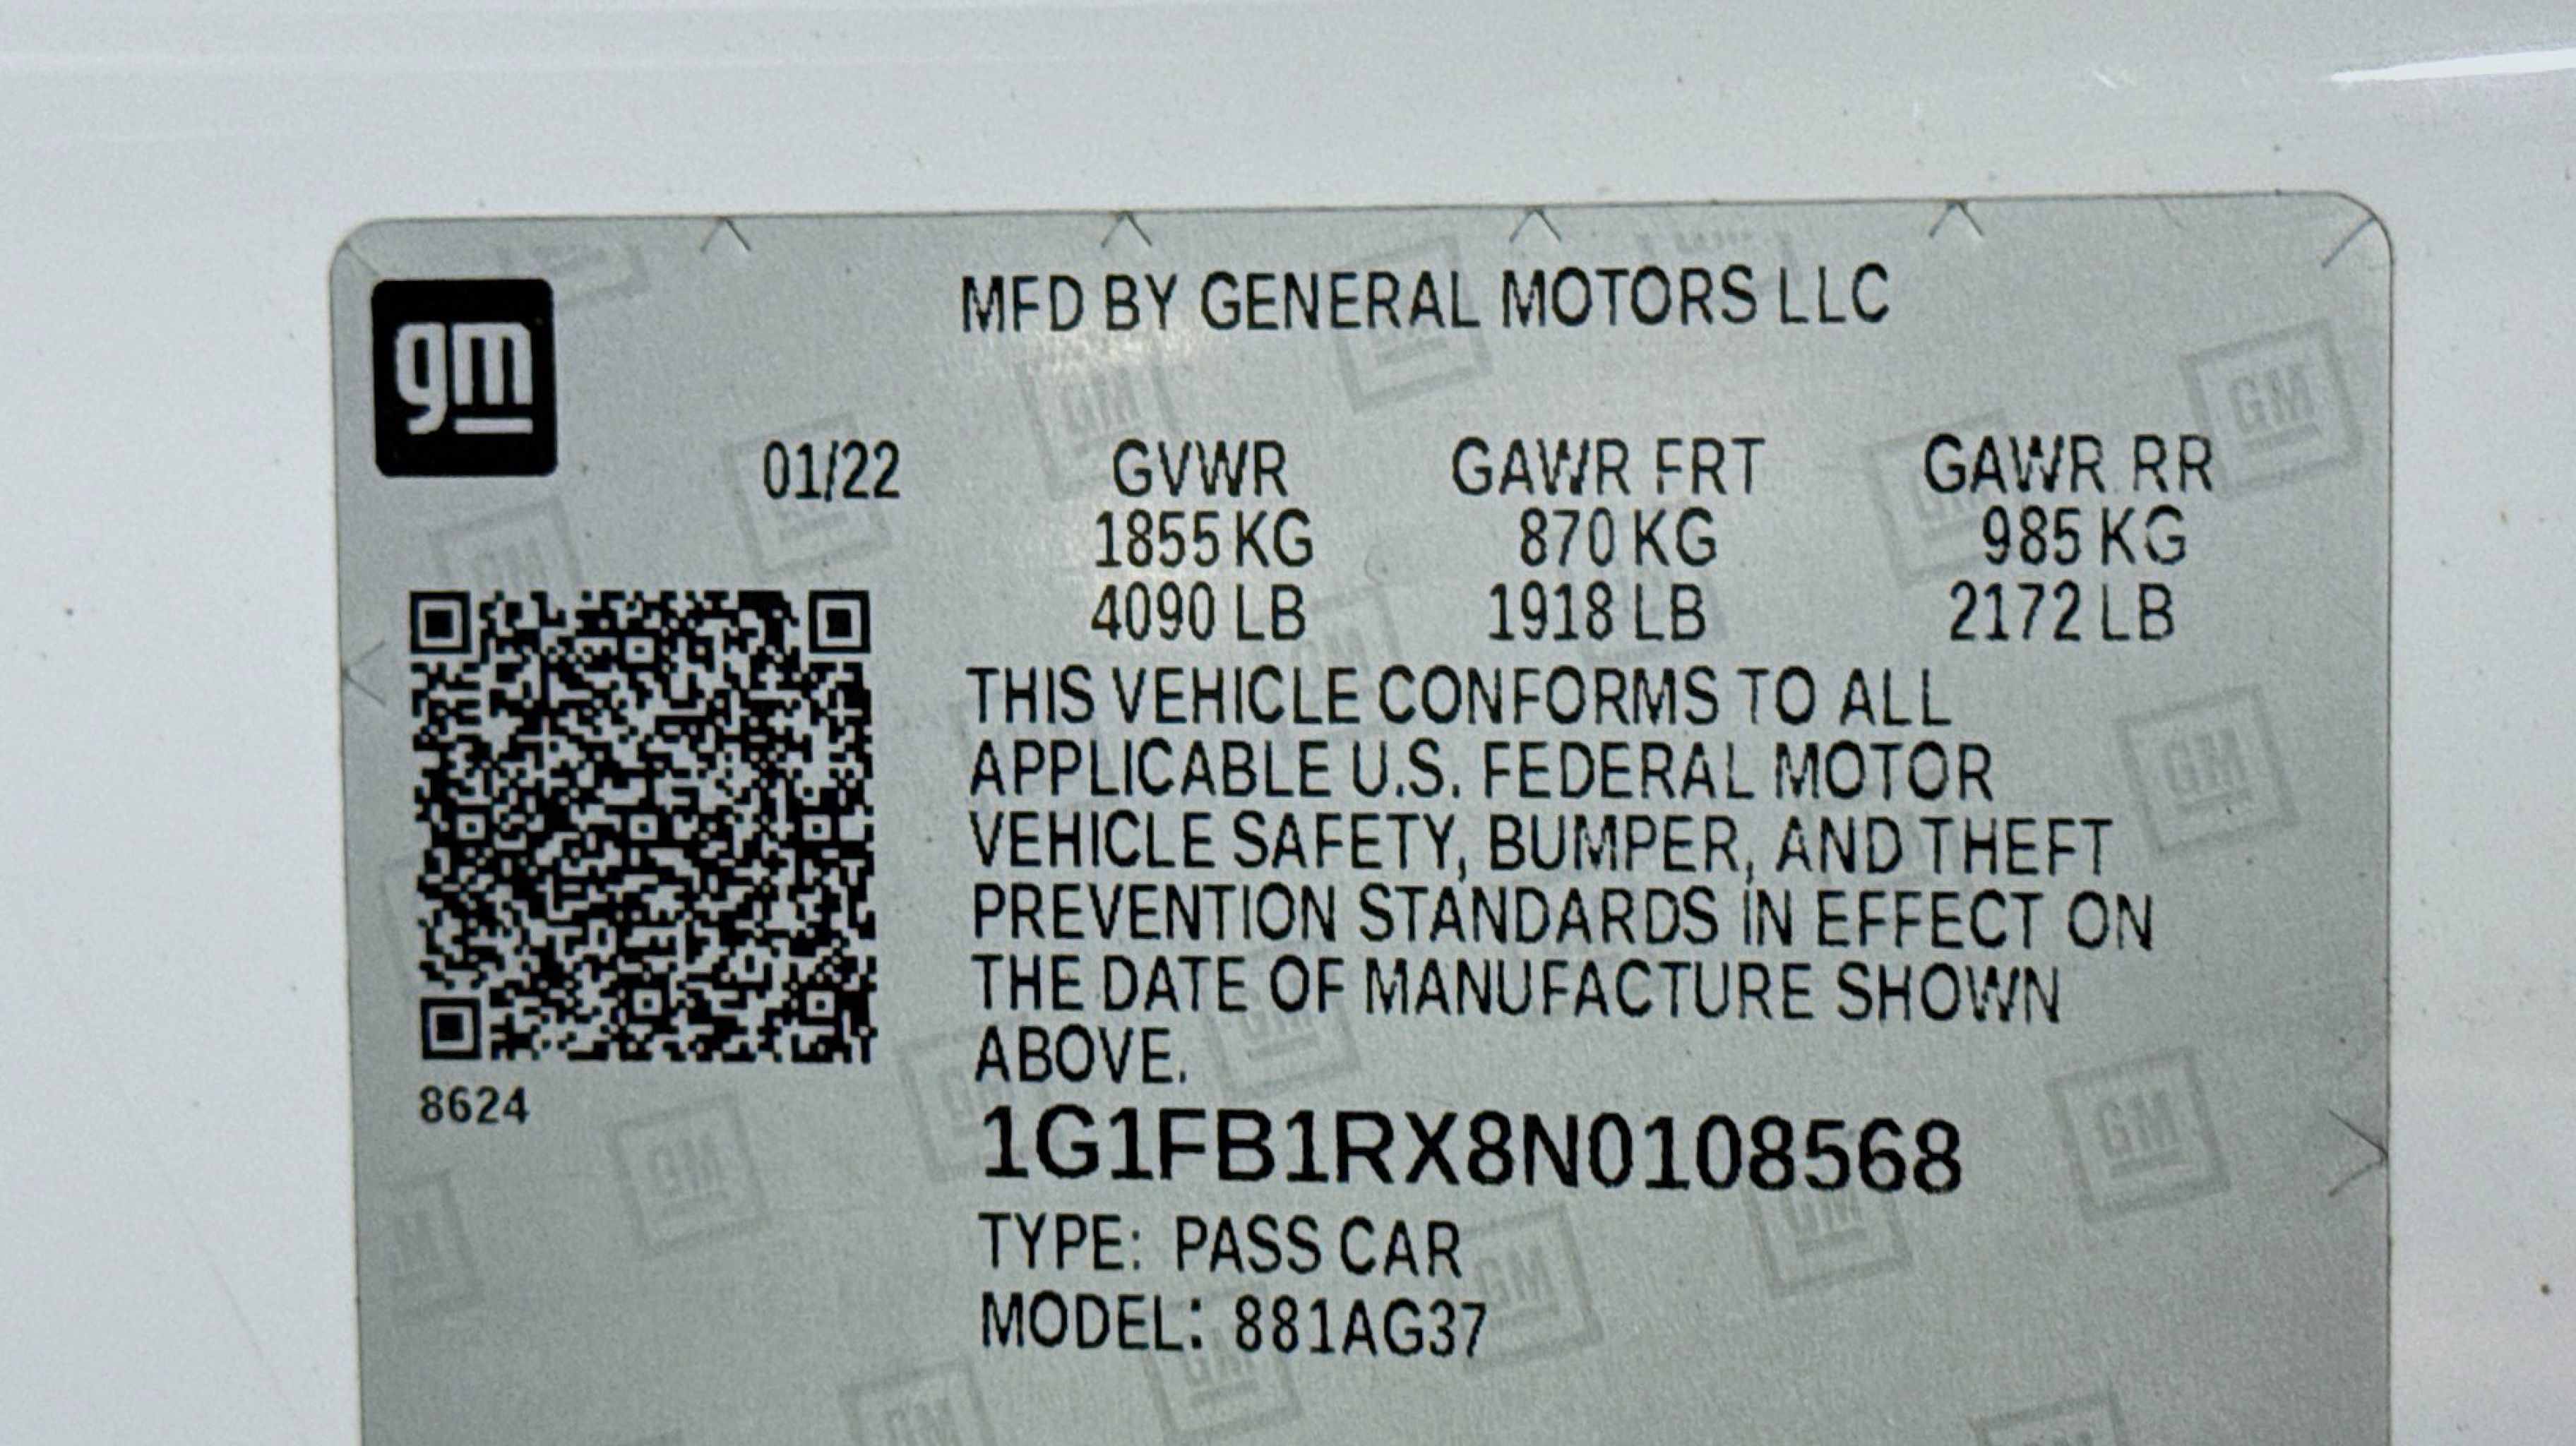 gm
MFD BY GENERAL MOTORS LLC
01/22 GVWR GAWR FRT GAWR RR
1855 KG 870 KG 985 KG
4090 LB 1918 LB 2172 LB
THIS VEHICLE CONFORMS TO ALL
APPLICABLE U.S. FEDERAL MOTOR
VEHICLE SAFETY, BUMPER, AND THEFT
PREVENTION STANDARDS IN EFFECT ON
THE DATE OF MANUFACTURE SHOWN
ABOVE.
8624
1G1FB1RX8N0108568
TYPE: PASS CAR
MODEL: 881AG37